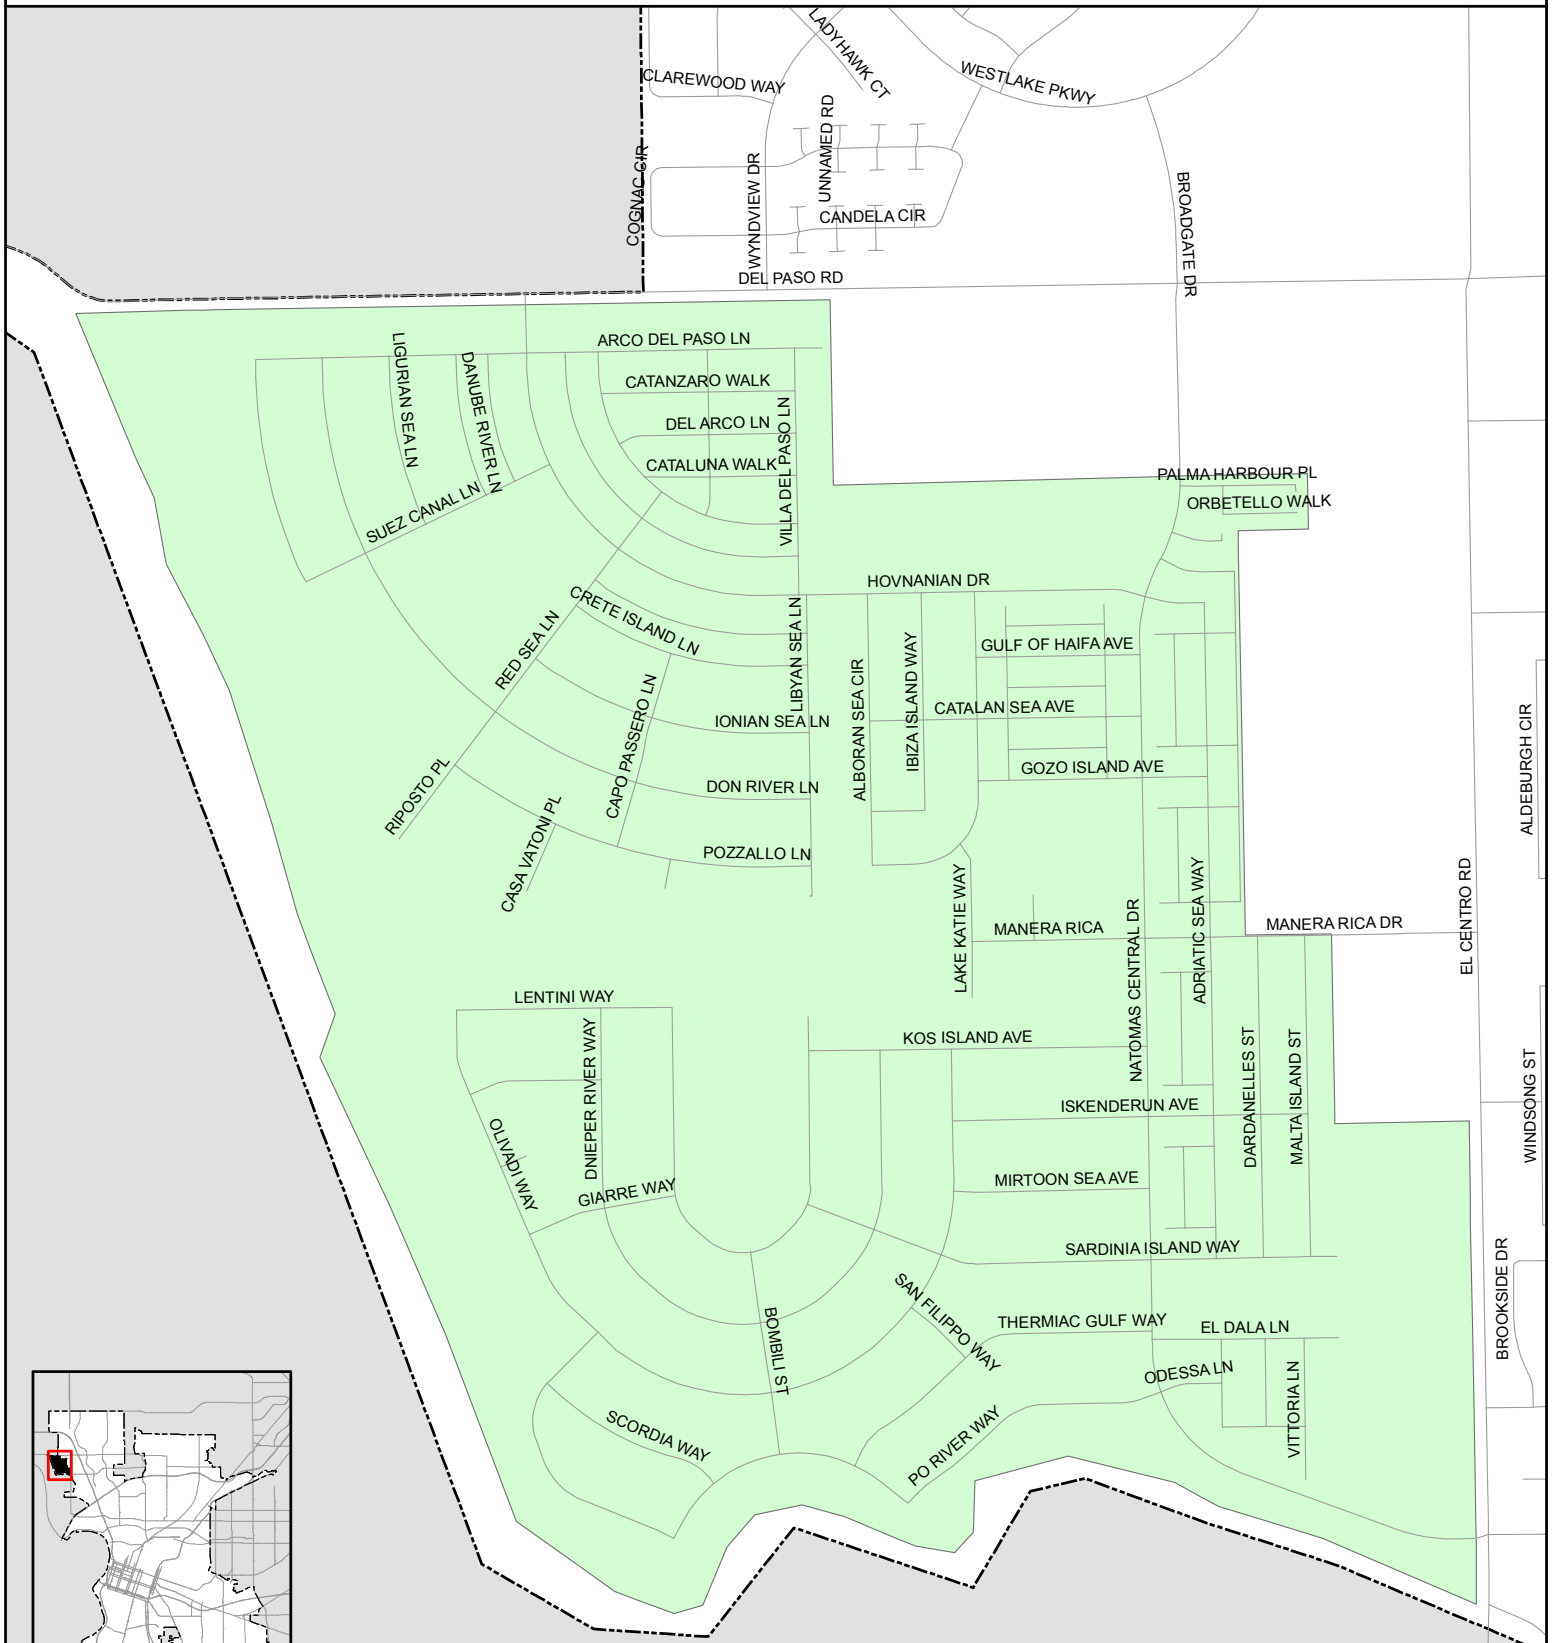 LADYHAWK CT
WESTLAKE PKWY
CLAREWOOD WAY
UNNAMED RD
COGNAC CIR
WYNDVIEW DR
CANDELA CIR
BROADGATE DR
DEL PASO RD
ARCO DEL PASO LN
LIGURIAN SEA LN
DANUBE RIVER LN
CATANZARO WALK
DEL ARCO LN
VILLA DEL PASO LN
CATALUNA WALK
PALMA HARBOUR PL
ORBETELLO WALK
SUEZ CANAL LN
HOVNANIAN DR
CRETE ISLAND LN
RED SEA LN
LIBYAN SEA LN
GULF OF HAIFA AVE
IBIZA ISLAND WAY
ALBORAN SEA CIR
CAPO PASSERO LN
CATALAN SEA AVE
IONIAN SEA LN
ALDEBURGH CIR
GOZO ISLAND AVE
DON RIVER LN
RIPOSTO PL
CASA VATONI PL
POZZALLO LN
EL CENTRO RD
LAKE KATIE WAY
ADRIATIC SEA WAY
NATOMAS CENTRAL DR
MANERA RICA
MANERA RICA DR
LENTINI WAY
KOS ISLAND AVE
DNIEPER RIVER WAY
DARDANELLES ST
MALTA ISLAND ST
WINDSONG ST
ISKENDERUN AVE
OLIVADI WAY
MIRTOON SEA AVE
GIARRE WAY
SARDINIA ISLAND WAY
BROOKSIDE DR
SAN FILIPPO WAY
BOMBILI ST
THERMIAC GULF WAY
EL DALA LN
ODESSA LN
VITTORIA LN
SCORDIA WAY
PO RIVER WAY